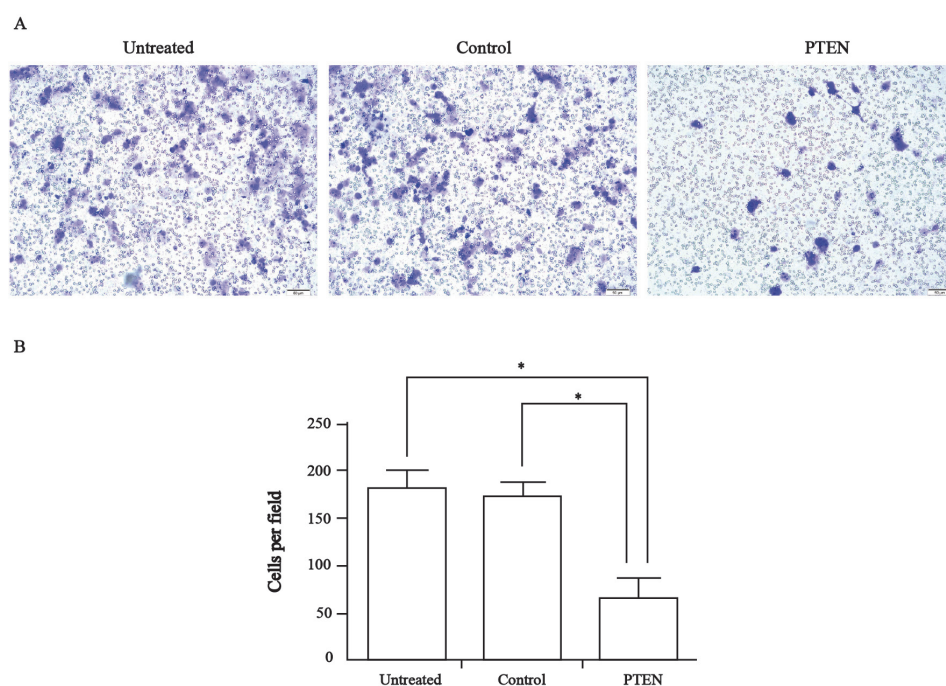 A
Untreated
Control
PTEN
B
*
*
250
200
150
100
50
0
Cells per field
Untreated
Control
PTEN